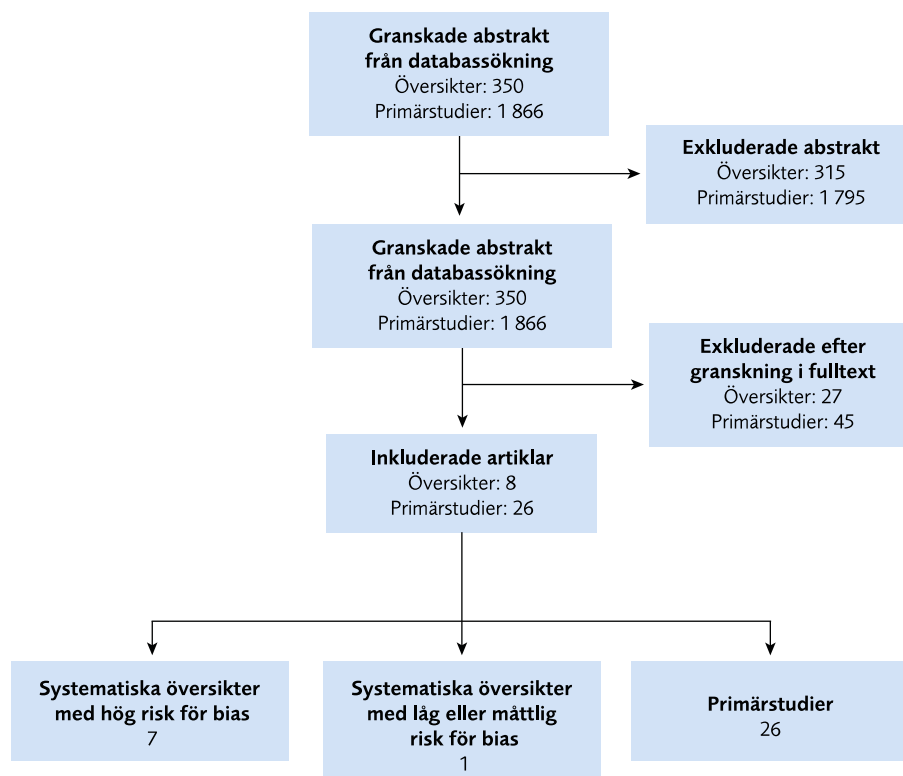 Granskade abstrakt
från databassökning
Översikter: 350
Primärstudier: 1 866
Exkluderade abstrakt
Översikter: 315
Primärstudier: 1 795
Granskade abstrakt
från databassökning
Översikter: 350
Primärstudier: 1 866
Exkluderade efter
granskning i fulltext
Översikter: 27
Primärstudier: 45
Inkluderade artiklar
Översikter: 8
Primärstudier: 26
Systematiska översikter
med hög risk för bias
7
Systematiska översikter
med låg eller måttlig
risk för bias
1
Primärstudier
26